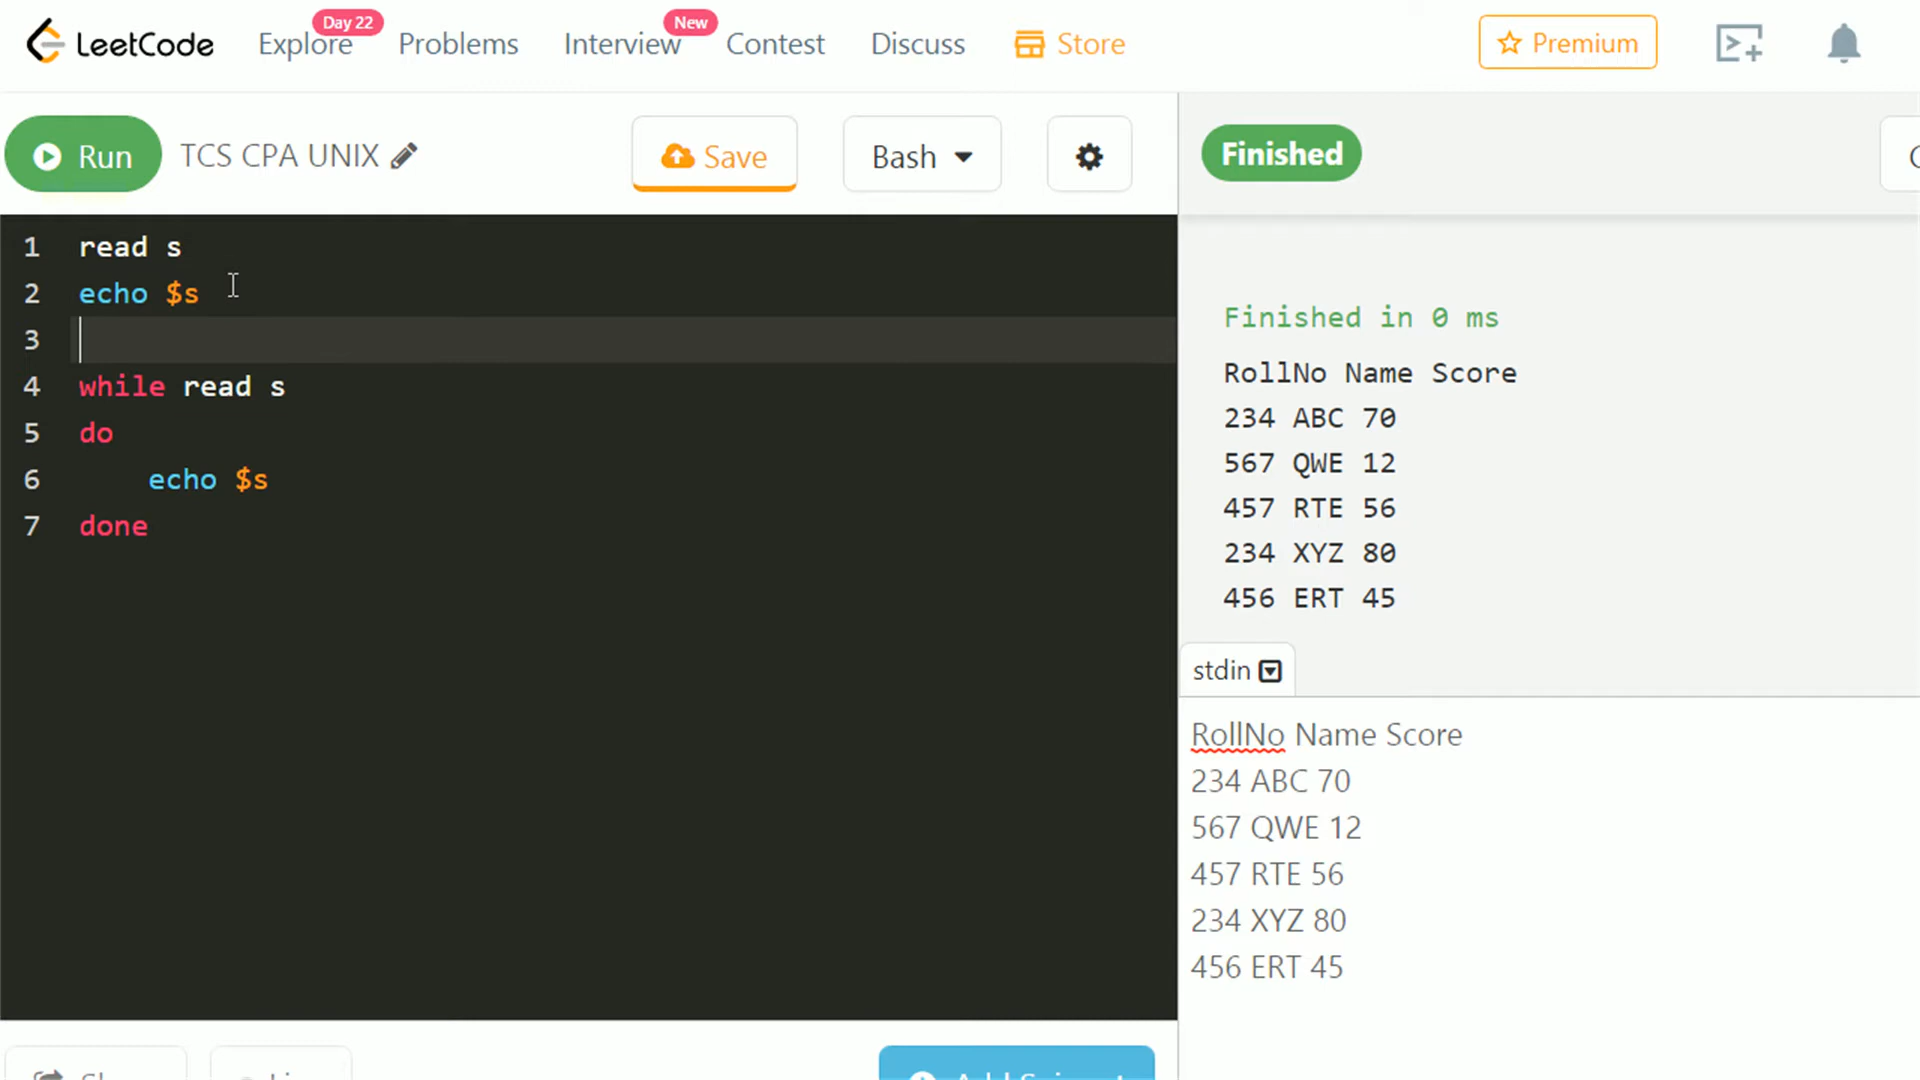 LeetCode Explore Day 22 Problems Interview New Contest Discuss Store Premium
Run TCS CPA UNIX Save Bash Finished
1 read s
2 echo $s
3
4 while read s
5 do
6 echo $s
7 done
Finished in 0 ms
RollNo Name Score
234 ABC 70
567 QWE 12
457 RTE 56
234 XYZ 80
456 ERT 45
stdin
RollNo Name Score
234 ABC 70
567 QWE 12
457 RTE 56
234 XYZ 80
456 ERT 45